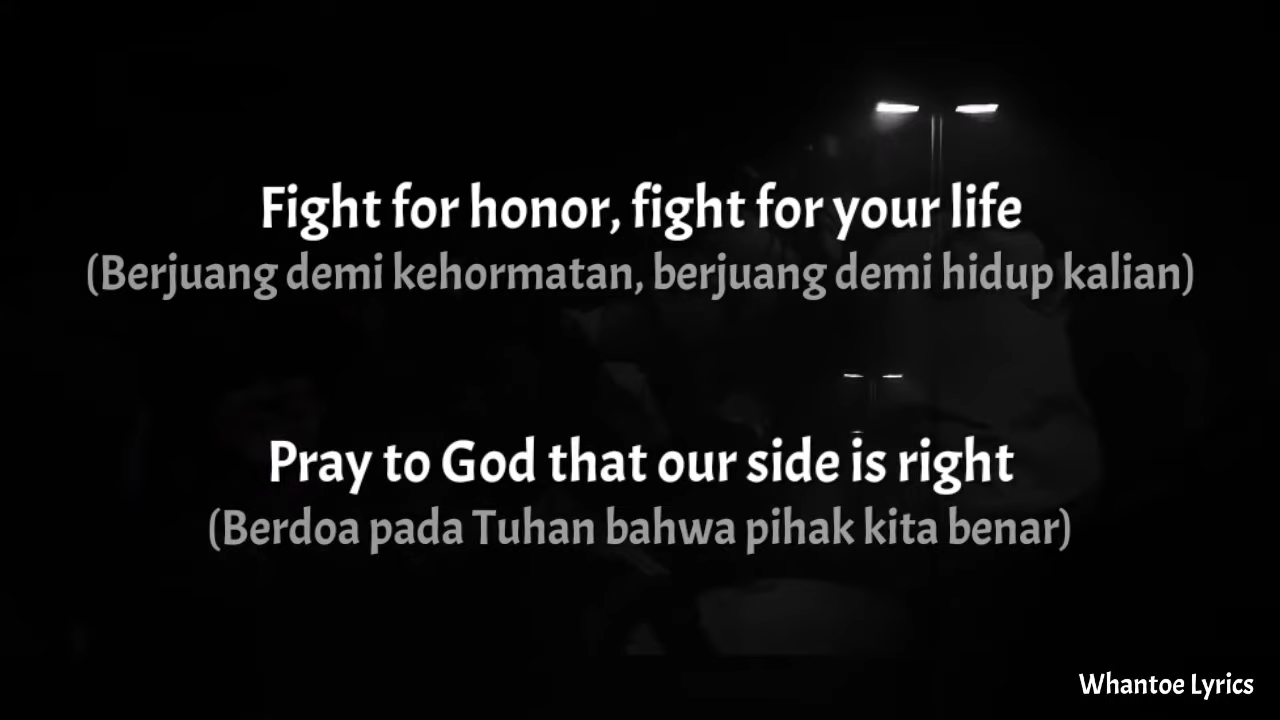 Fight for honor, fight for your life
(Berjuang demi kehormatan, berjuang demi hidup kalian)
Pray to God that our side is right
(Berdoa pada Tuhan bahwa pihak kita benar)
Whantoe Lyrics